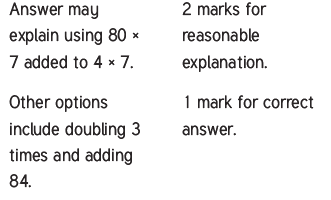 Answer may
explain using 80 ×
7 added to 4 × 7.
Other options
include doubling 3
times and adding
84.
2 marks for
reasonable
explanation.
1 mark for correct
answer.